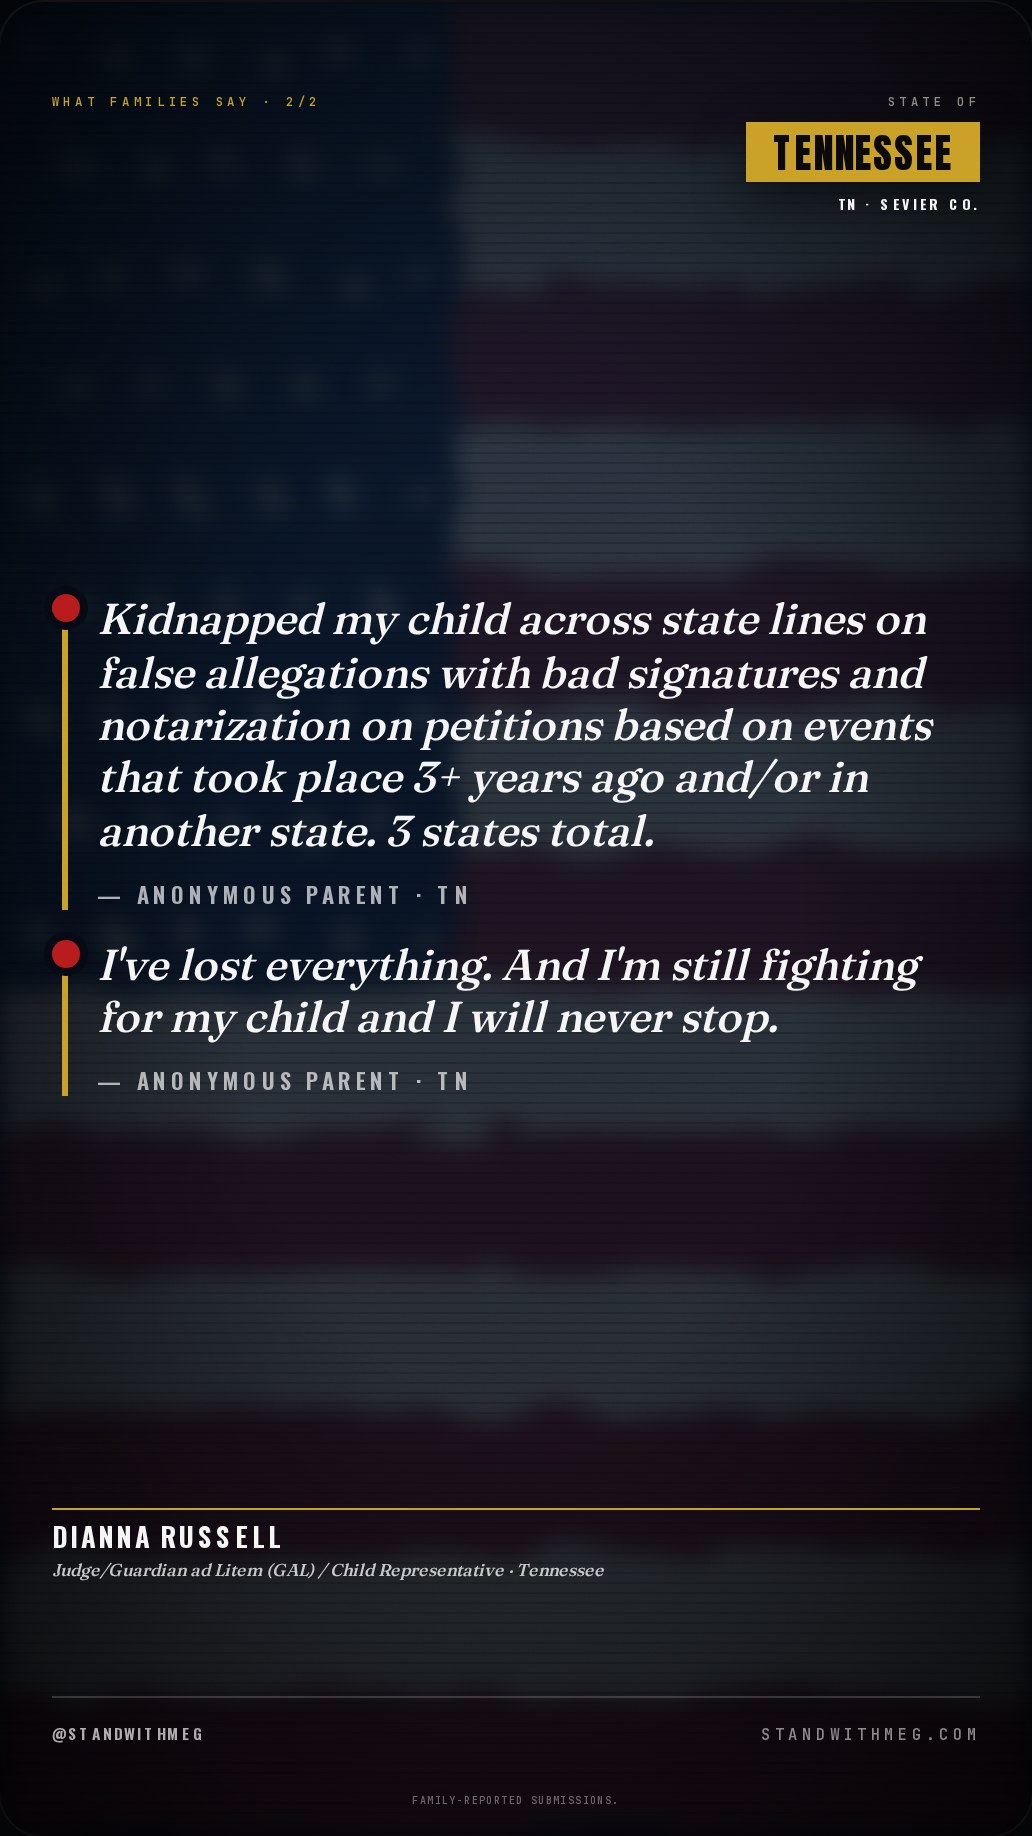 WHAT FAMILIES SAY · 2/2
STATE OF
TENNESSEE
TN · SEVIER CO.
Kidnapped my child across state lines on
false allegations with bad signatures and
notarization on petitions based on events
that took place 3+ years ago and/or in
another state. 3 states total.
— ANONYMOUS PARENT · TN
I've lost everything. And I'm still fighting
for my child and I will never stop.
— ANONYMOUS PARENT · TN
DIANNA RUSSELL
Judge/Guardian ad Litem (GAL) / Child Representative · Tennessee
@STANDWITHMEG
STANDWITHMEG.COM
FAMILY-REPORTED SUBMISSIONS.